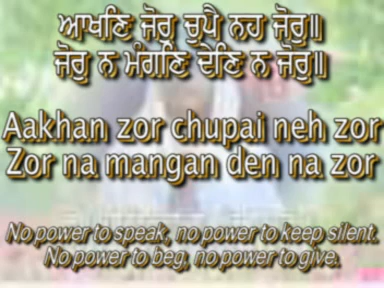 ਆਖਣਿ ਜੋਰੁ ਚੁਪੈ ਨਹ ਜੋਰੁ॥
ਜੋਰੁ ਨ ਮੰਗਣਿ ਦੇਣਿ ਨ ਜੋਰੁ॥
Aakhan zor chupai neh zor
Zor na mangan den na zor
No power to speak, no power to keep silent.
No power to beg, no power to give.